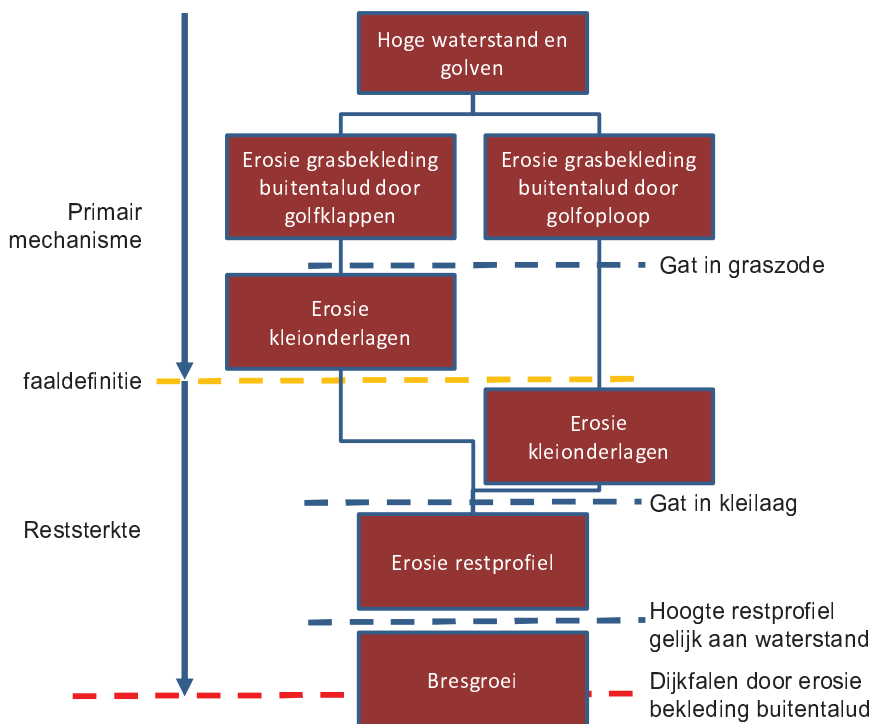 Hoge waterstand en
golven
Erosie grasbekleding
buitentalud door
golfklappen
Erosie grasbekleding
buitentalud door
golfoploop
Primair
mechanisme
Gat in graszode
Erosie
kleionderlagen
faaldefinitie
Erosie
kleionderlagen
Gat in kleilaag
Reststerkte
Erosie restprofiel
Hoogte restprofiel
gelijk aan waterstand
Bresgroei
Dijkfalen door erosie
bekleding buitentalud